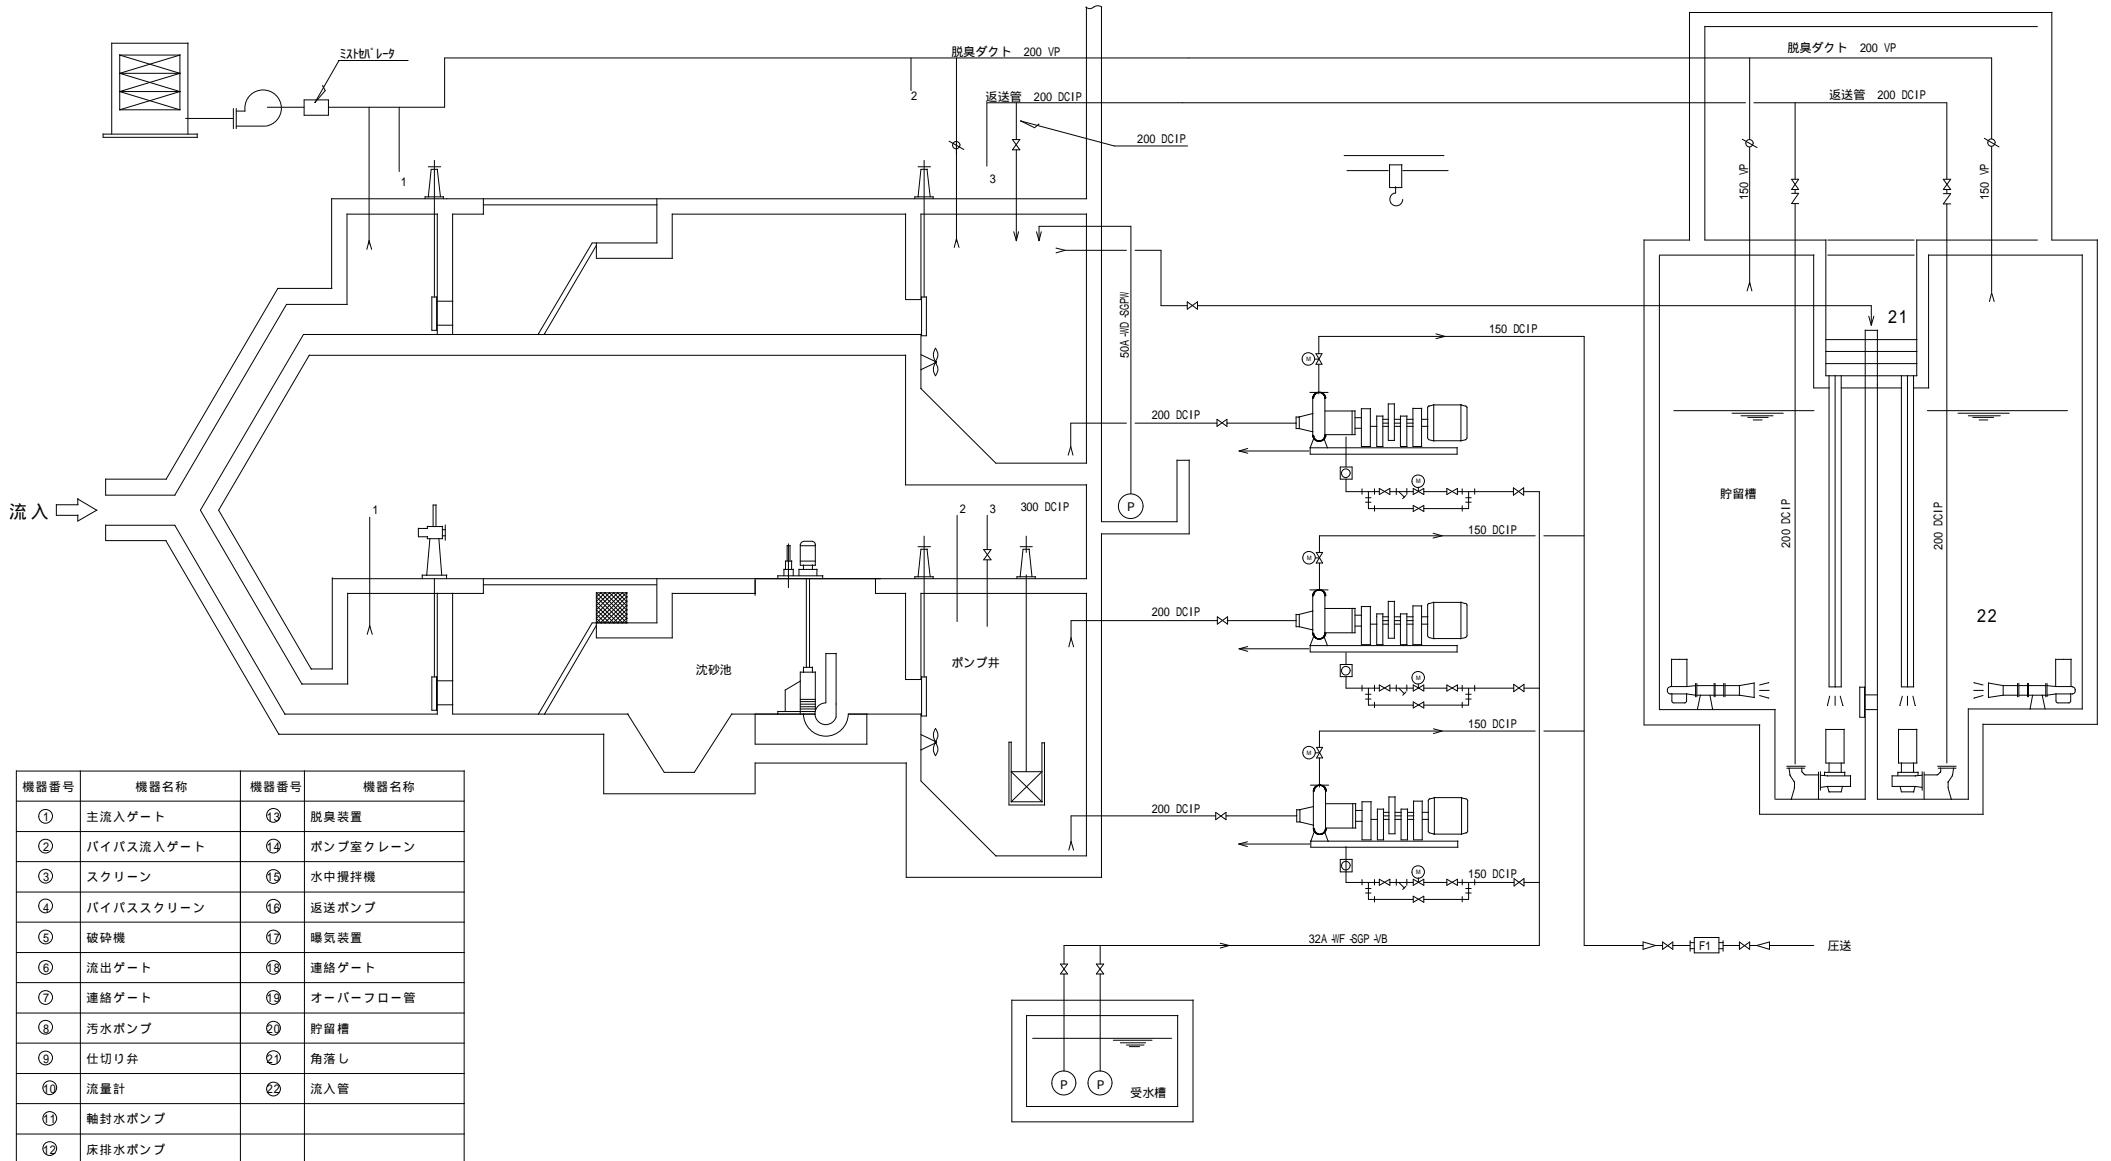 ミストセパレータ
脱臭ダクト 200 VP
脱臭ダクト 200 VP
2
返送管 200 DCIP
返送管 200 DCIP
200 DCIP
1
3
150 VP
150 VP
50A-WD-SGPW
21
150 DCIP
200 DCIP
M
M
貯留槽
流入
1
2
3
300 DCIP
P
200 DCIP
200 DCIP
150 DCIP
M
200 DCIP
22
沈砂池
ポンプ井
M
150 DCIP
M
機器番号 機器名称 機器番号 機器名称
① 主流入ゲート ⑬ 脱臭装置
② バイパス流入ゲート ⑭ ポンプ室クレーン
③ スクリーン ⑮ 水中攪拌機
④ バイパススクリーン ⑯ 返送ポンプ
⑤ 破砕機 ⑰ 曝気装置
⑥ 流出ゲート ⑱ 連絡ゲート
⑦ 連絡ゲート ⑲ オーバーフロー管
⑧ 汚水ポンプ ⑳ 貯留槽
⑨ 仕切り弁 ㉑ 角落し
⑩ 流量計 ㉒ 流入管
⑪ 軸封水ポンプ
⑫ 床排水ポンプ
200 DCIP
M
150 DCIP
32A-WF-SGP-VB
F1
圧送
P
P
受水槽